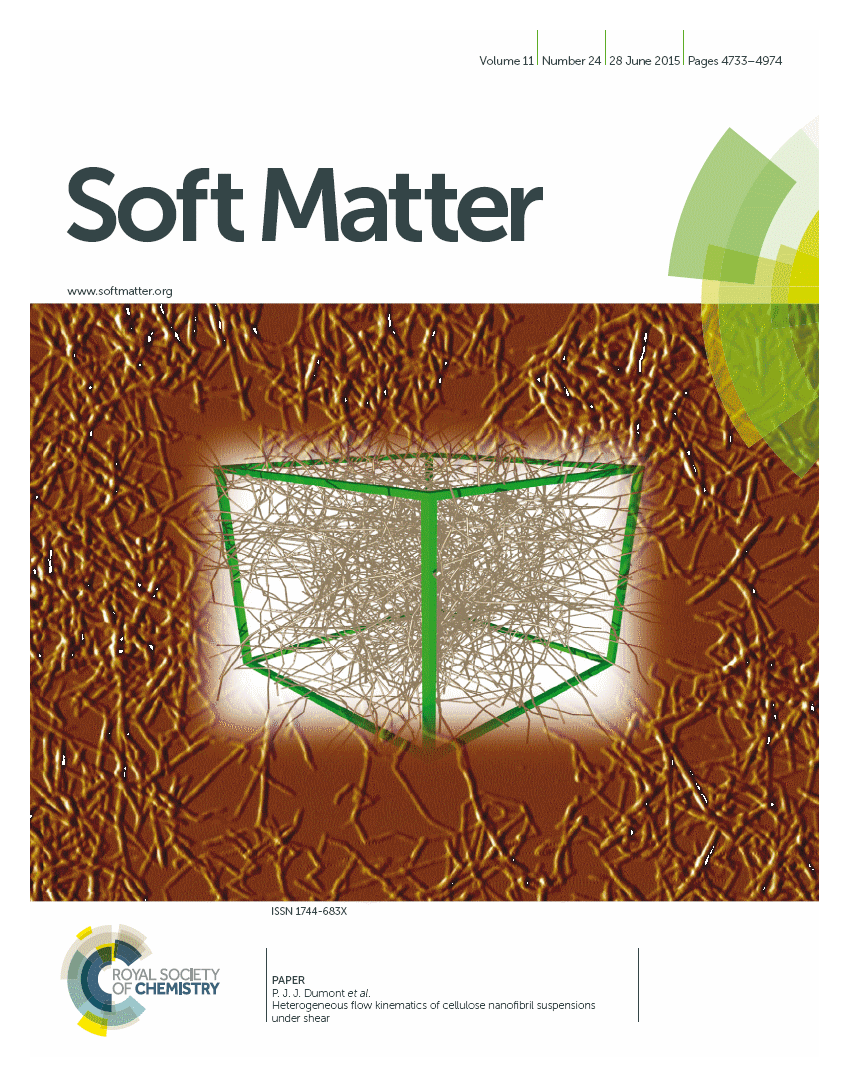 Volume 11 | Number 24 | 28 June 2015 | Pages 4733–4974
Soft Matter
www.softmatter.org
ISSN 1744-683X
ROYAL SOCIETY
OF CHEMISTRY
PAPER
P. J. J. Dumont et al.
Heterogeneous flow kinematics of cellulose nanofibril suspensions
under shear